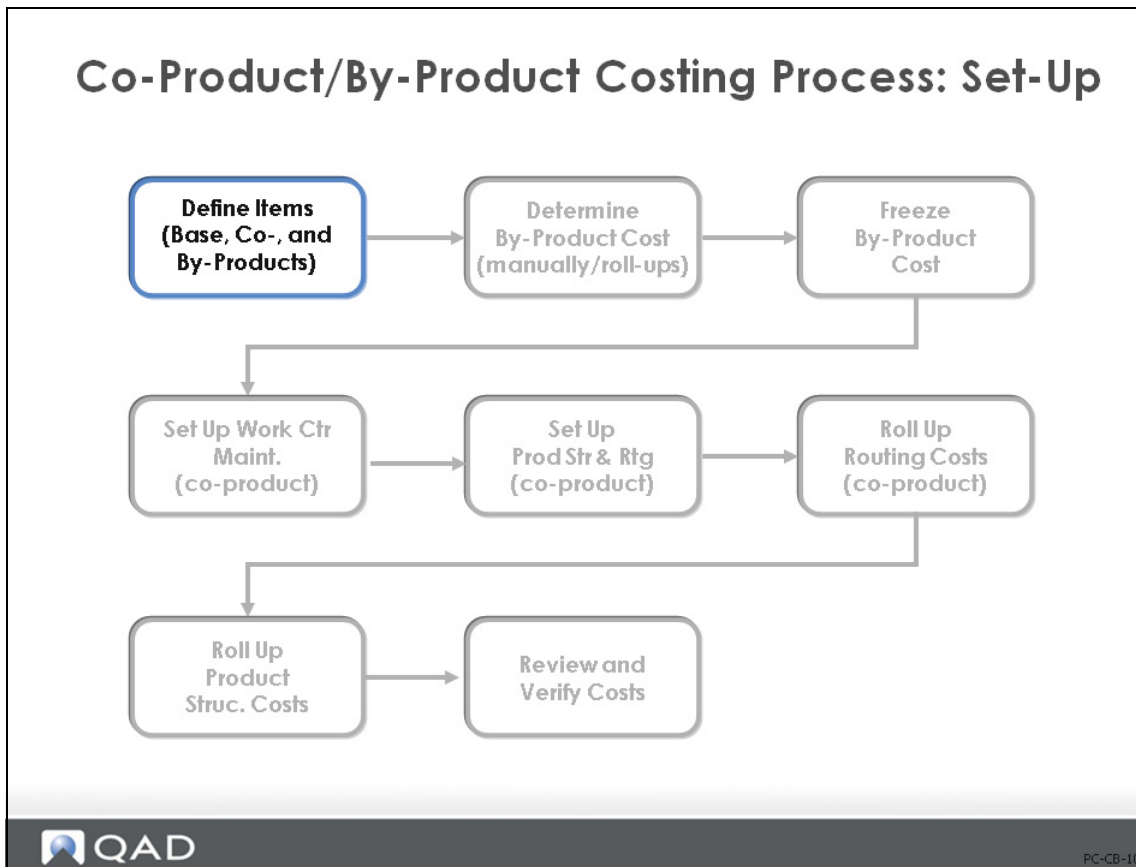 Co-Product/By-Product Costing Process: Set-Up
Define Items
(Base, Co-, and
By-Products)
Determine
By-Product Cost
(manually/roll-ups)
Freeze
By-Product
Cost
Set Up Work Ctr
Maint.
(co-product)
Set Up
Prod Str & Rtg
(co-product)
Roll Up
Routing Costs
(co-product)
Roll Up
Product
Struc. Costs
Review and
Verify Costs
QAD